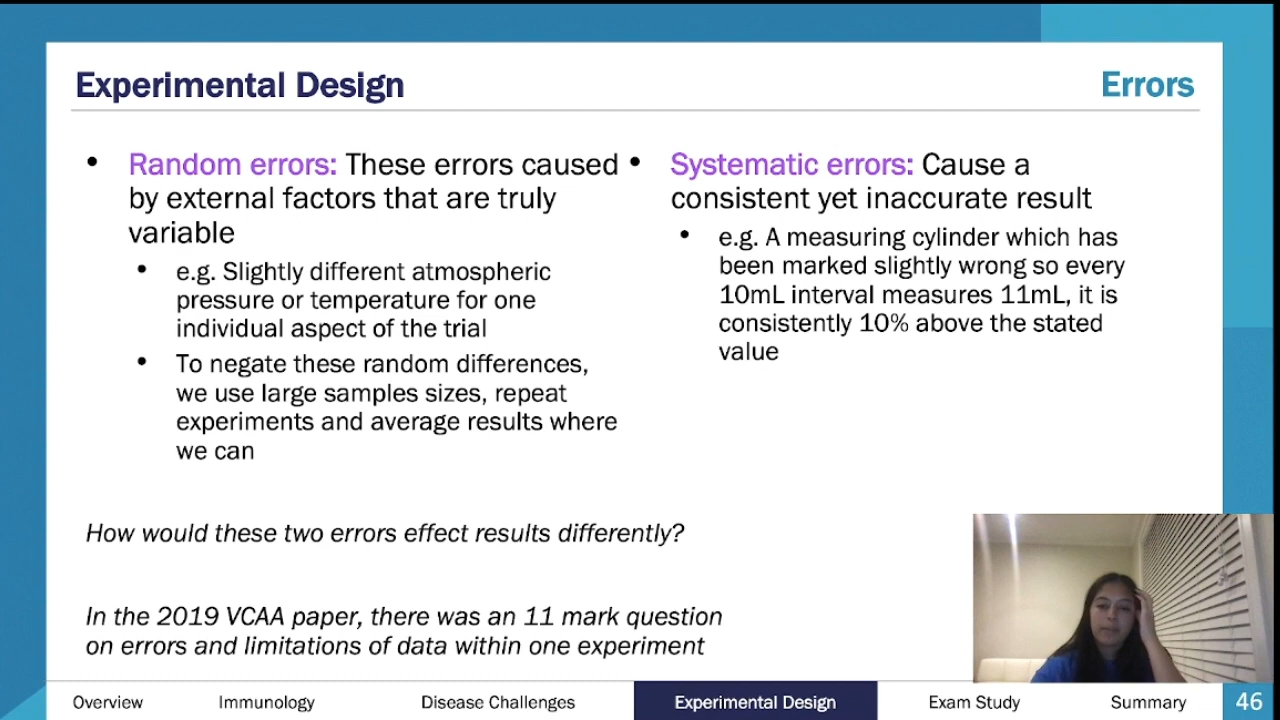 Experimental Design
Errors
• Random errors: These errors caused
by external factors that are truly
variable
• e.g. Slightly different atmospheric
pressure or temperature for one
individual aspect of the trial
• To negate these random differences,
we use large samples sizes, repeat
experiments and average results where
we can
• Systematic errors: Cause a
consistent yet inaccurate result
• e.g. A measuring cylinder which has
been marked slightly wrong so every
10mL interval measures 11mL, it is
consistently 10% above the stated
value
How would these two errors effect results differently?
In the 2019 VCAA paper, there was an 11 mark question
on errors and limitations of data within one experiment
Overview
Immunology
Disease Challenges
Experimental Design
Exam Study
Summary
46